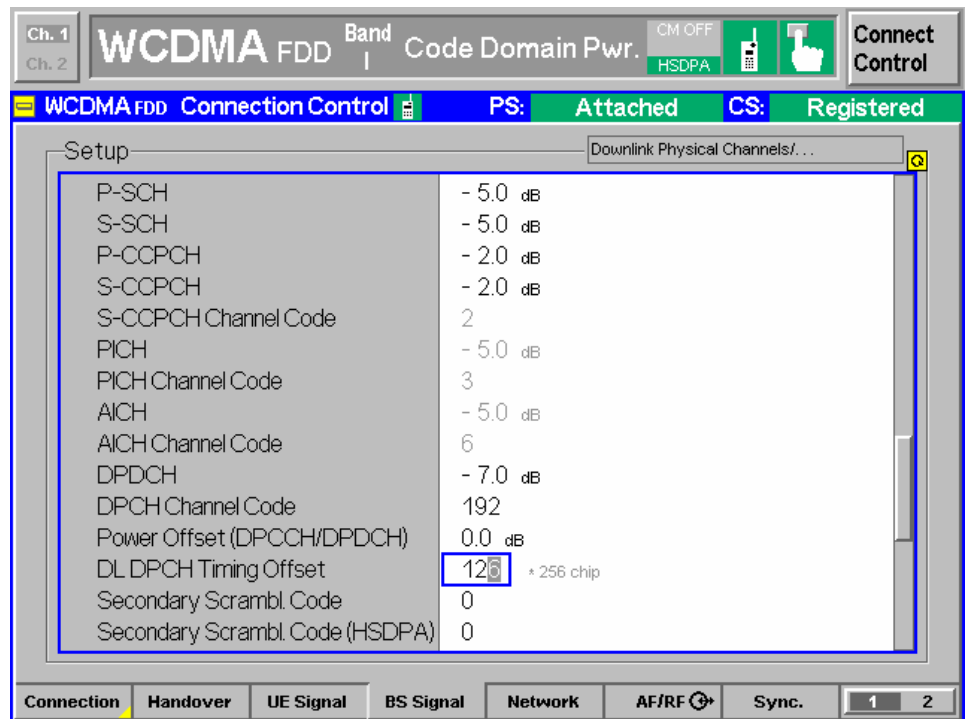 Ch. 1
Ch. 2
WCDMA FDD Band I Code Domain Pwr.
CM OFF
HSDPA
Connect Control
WCDMA FDD Connection Control PS: Attached CS: Registered
Setup
Downlink Physical Channels/...
P-SCH - 5.0 dB
S-SCH - 5.0 dB
P-CCPCH - 2.0 dB
S-CCPCH - 2.0 dB
S-CCPCH Channel Code 2
PICH - 5.0 dB
PICH Channel Code 3
AICH - 5.0 dB
AICH Channel Code 6
DPDCH - 7.0 dB
DPCH Channel Code 192
Power Offset (DPCCH/DPDCH) 0.0 dB
DL DPCH Timing Offset 126 * 256 chip
Secondary Scrambl. Code 0
Secondary Scrambl. Code (HSDPA) 0
Connection Handover UE Signal BS Signal Network AF/RF Sync. 1 2